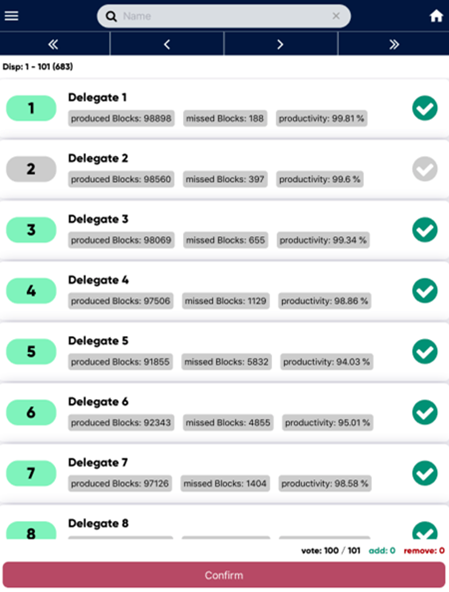 Name
Disp: 1 - 101 (683)
1
Delegate 1
produced Blocks: 98898 missed Blocks: 188 productivity: 99.81 %
2
Delegate 2
produced Blocks: 98560 missed Blocks: 397 productivity: 99.6 %
3
Delegate 3
produced Blocks: 98069 missed Blocks: 655 productivity: 99.34 %
4
Delegate 4
produced Blocks: 97506 missed Blocks: 1129 productivity: 98.86 %
5
Delegate 5
produced Blocks: 91855 missed Blocks: 5832 productivity: 94.03 %
6
Delegate 6
produced Blocks: 92343 missed Blocks: 4855 productivity: 95.01 %
7
Delegate 7
produced Blocks: 97126 missed Blocks: 1404 productivity: 98.58 %
8
Delegate 8
vote: 100 / 101 add: 0 remove: 0
Confirm